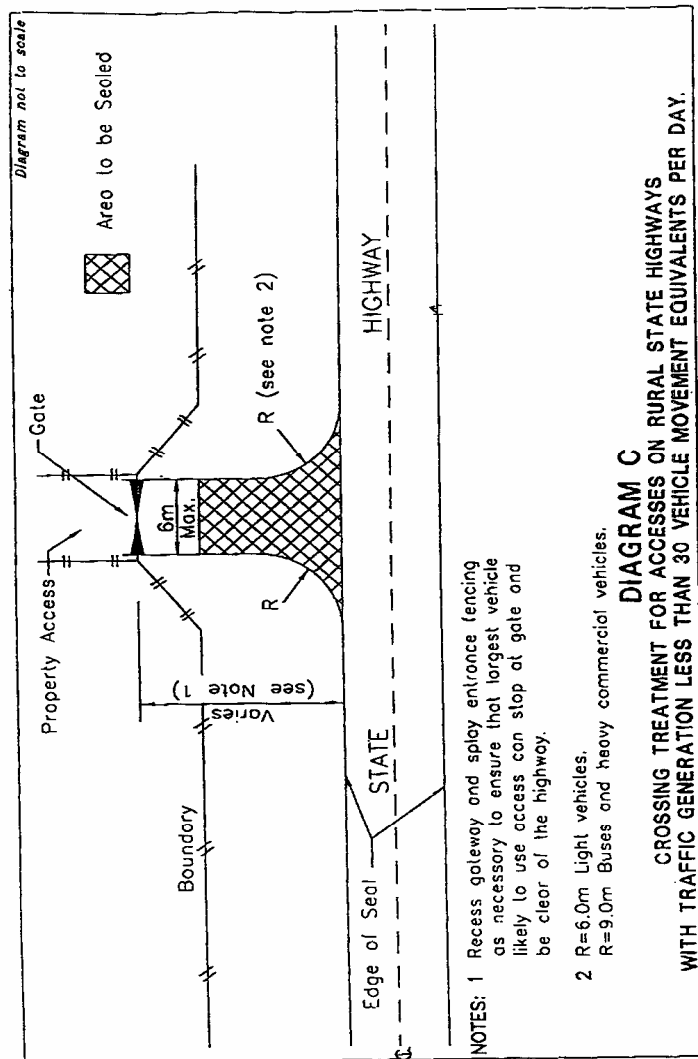 Diagram not to scale
Area to be Sealed
Gate
Property Access
6m
Max.
R (see note 2)
R
Varies
(see Note 1)
Boundary
STATE
HIGHWAY
Edge of Seal
NOTES: 1 Recess gateway and splay entrance fencing
as necessary to ensure that largest vehicle
likely to use access can stop at gate and
be clear of the highway.
2 R=6.0m Light vehicles.
R=9.0m Buses and heavy commercial vehicles.
DIAGRAM C
CROSSING TREATMENT FOR ACCESSES ON RURAL STATE HIGHWAYS
WITH TRAFFIC GENERATION LESS THAN 30 VEHICLE MOVEMENT EQUIVALENTS PER DAY.